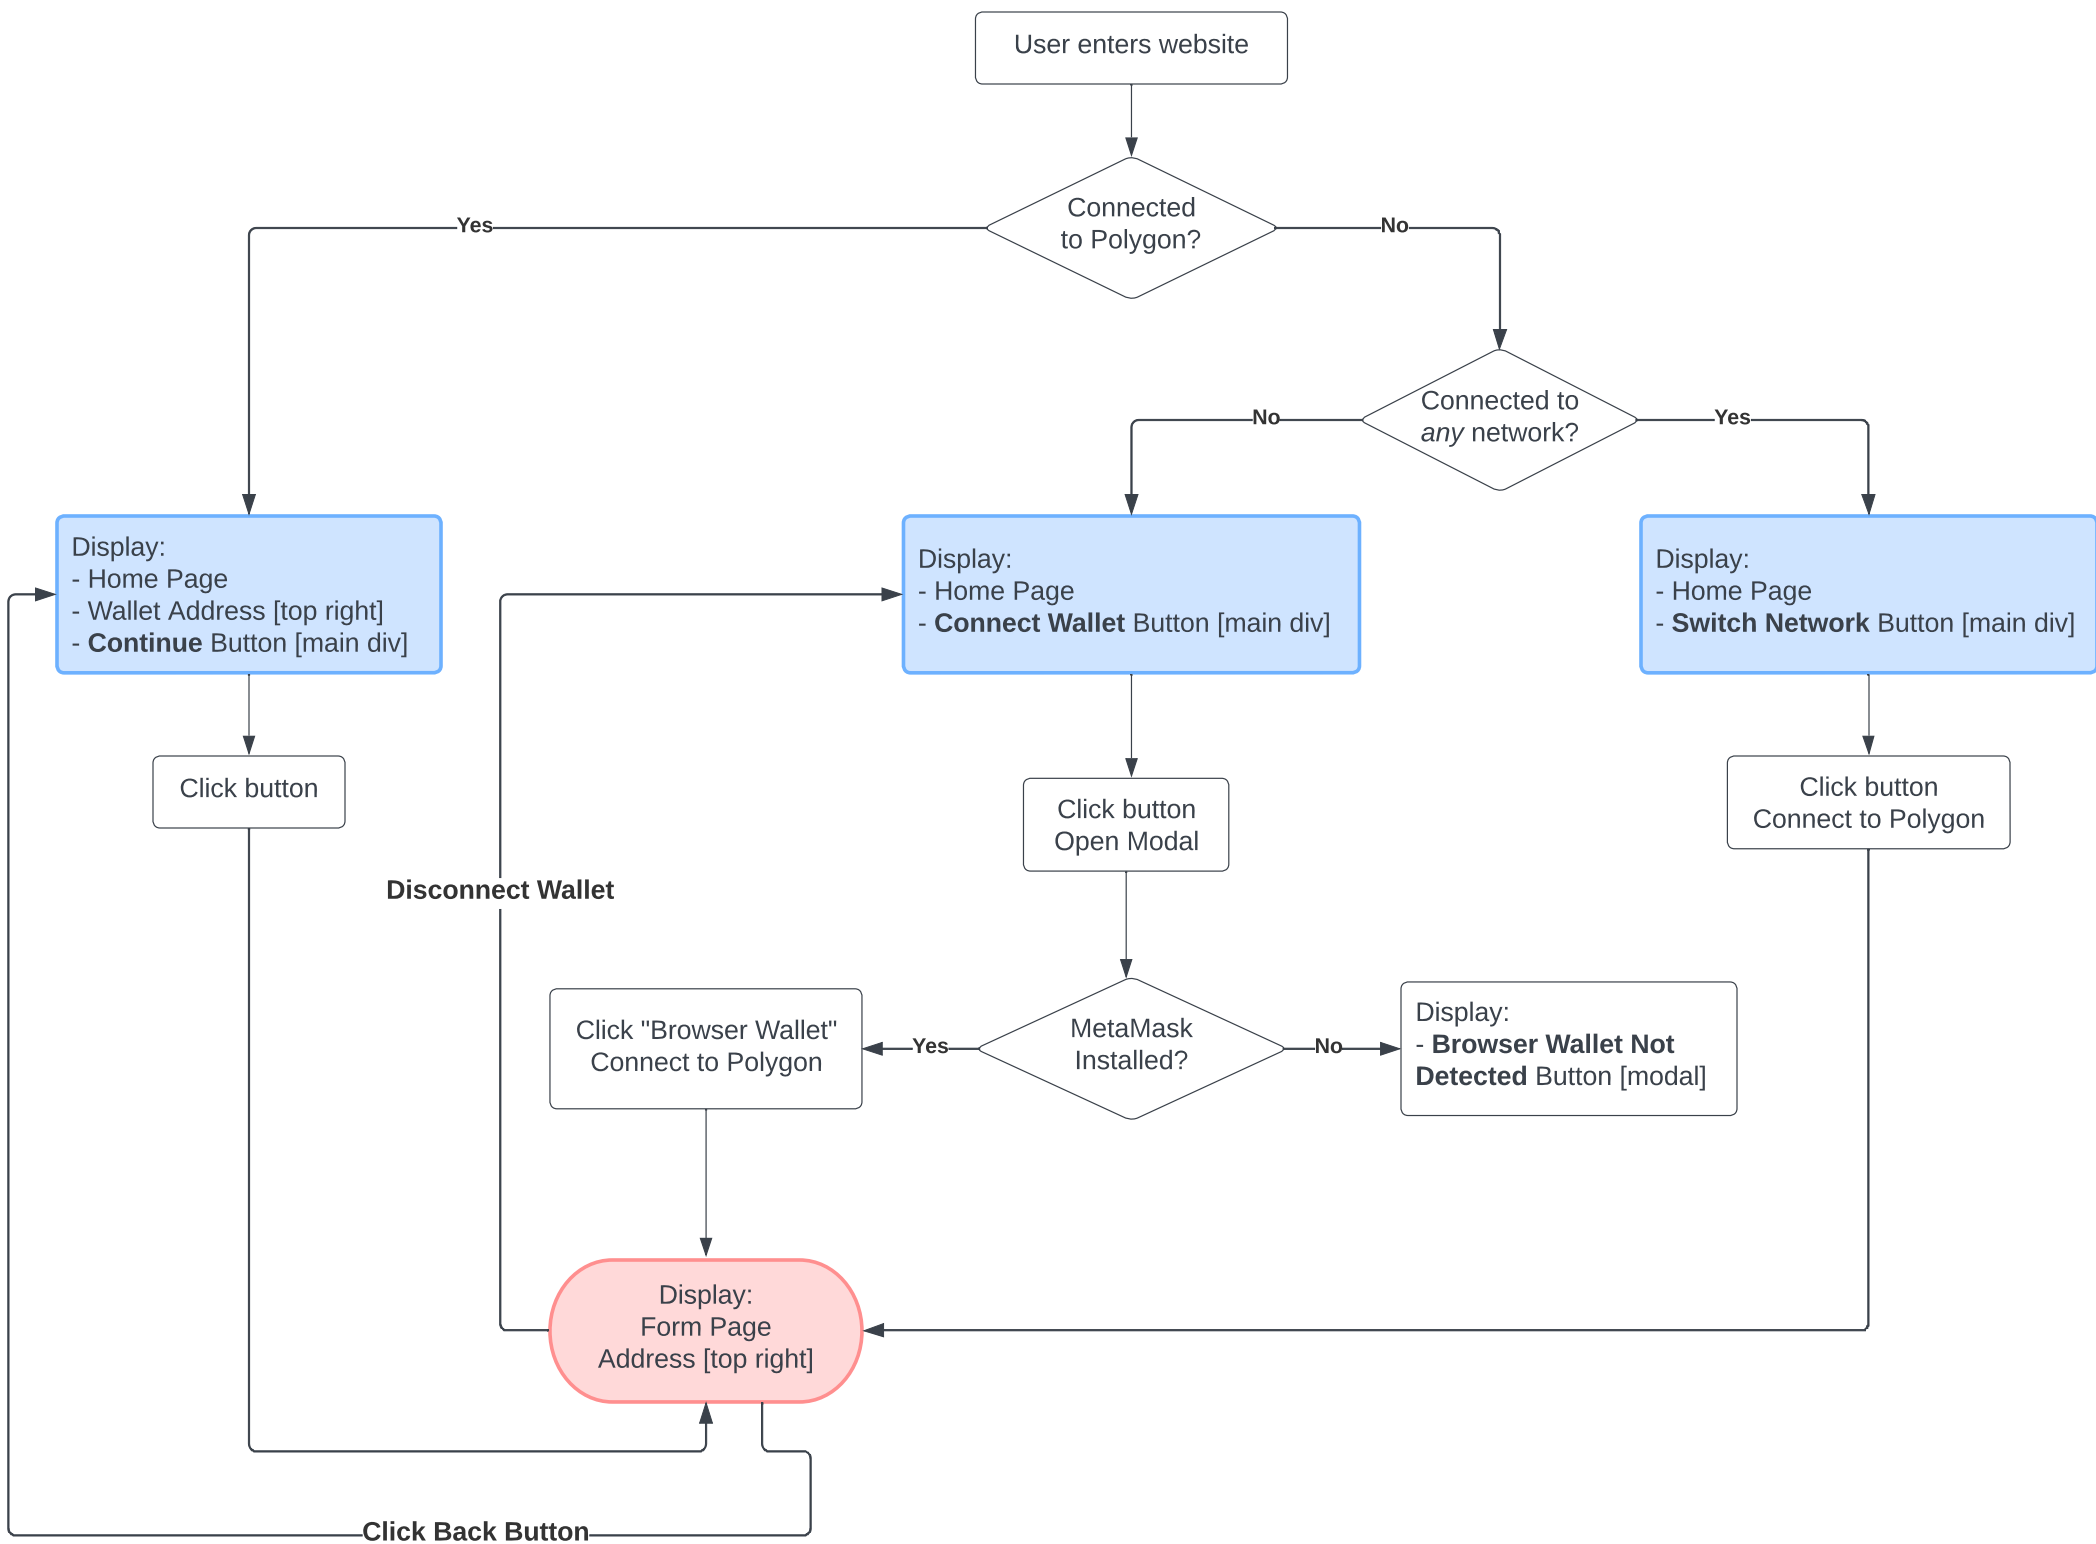 User enters website
Connected
to Polygon?
Yes
No
Connected to
any network?
No
Yes
Display:
- Home Page
- Wallet Address [top right]
- Continue Button [main div]
Display:
- Home Page
- Connect Wallet Button [main div]
Display:
- Home Page
- Switch Network Button [main div]
Click button
Click button
Open Modal
Click button
Connect to Polygon
Disconnect Wallet
Click "Browser Wallet"
Connect to Polygon
Yes
MetaMask
Installed?
No
Display:
- Browser Wallet Not
Detected Button [modal]
Display:
Form Page
Address [top right]
Click Back Button